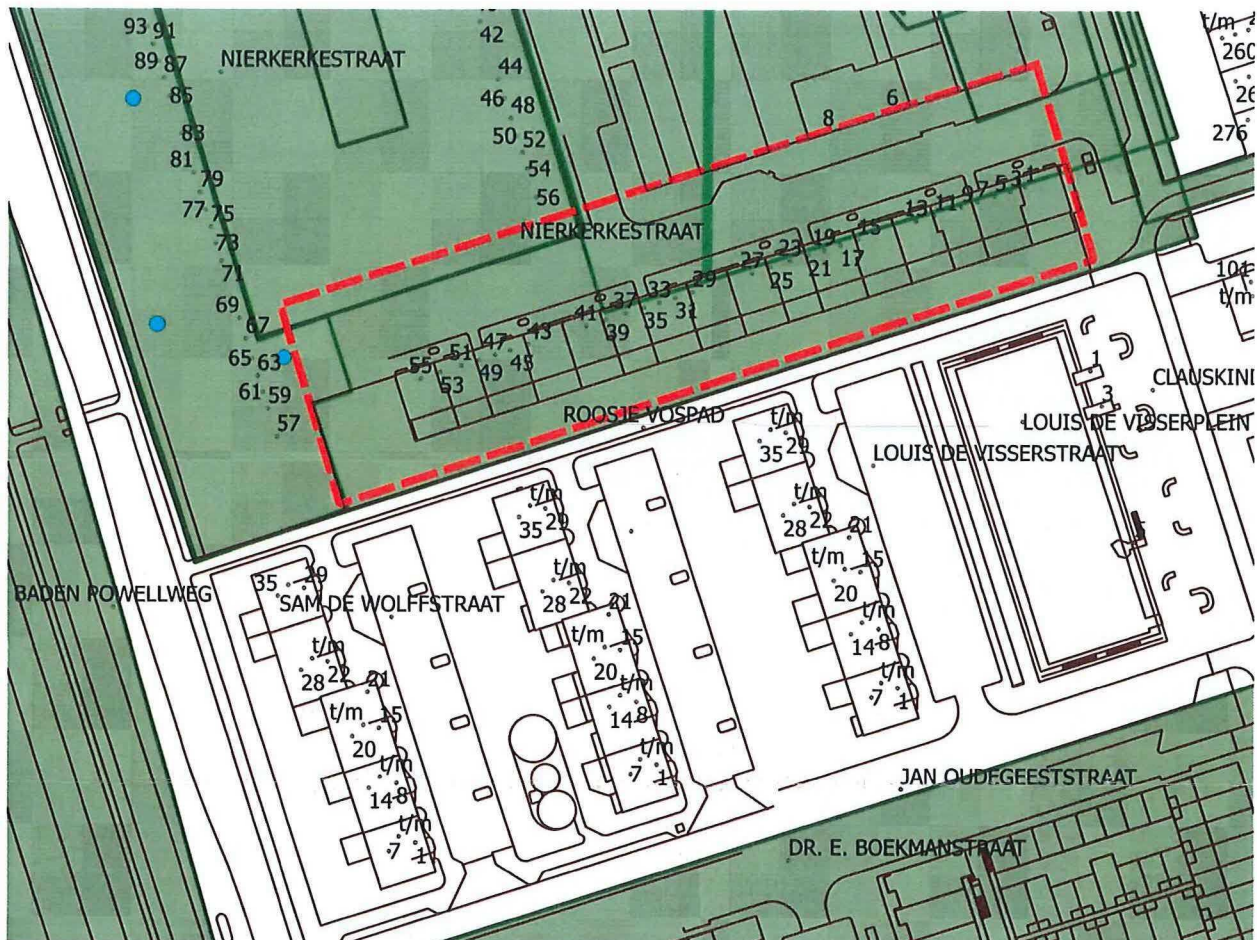 93 91
89 87
NIERKERKESTRAAT
85
83
81
79
77 75
73
71
69
67
65 63
61 59
57
42
44
46 48
50 52
54
56
8 6
t/m
260
276
NIERKERKESTRAAT
55 51 47 43 41 37 33 29 27 23 19 15 13 11 9 7 5 3 1
53 49 45 39 35 31 25 21 17
101
t/m
ROOSJE VOSPAD
1
3
5
LOUIS DE VISSERPLEIN
LOUIS DE VISSERSTRAAT
BADEN POWELLWEG
SAM DE WOLFFSTRAAT
35 29
t/m
28 22 21
t/m 15
20
t/m
14 8
t/m
7 1
t/m
35 29
t/m
28 22 21
t/m 15
20
t/m
14 8
t/m
7 1
t/m
35 29
t/m
28 22 21
t/m 15
20
t/m
14 8
t/m
7 1
JAN OUDEGEESTSTRAAT
DR. E. BOEKMANSTRAAT